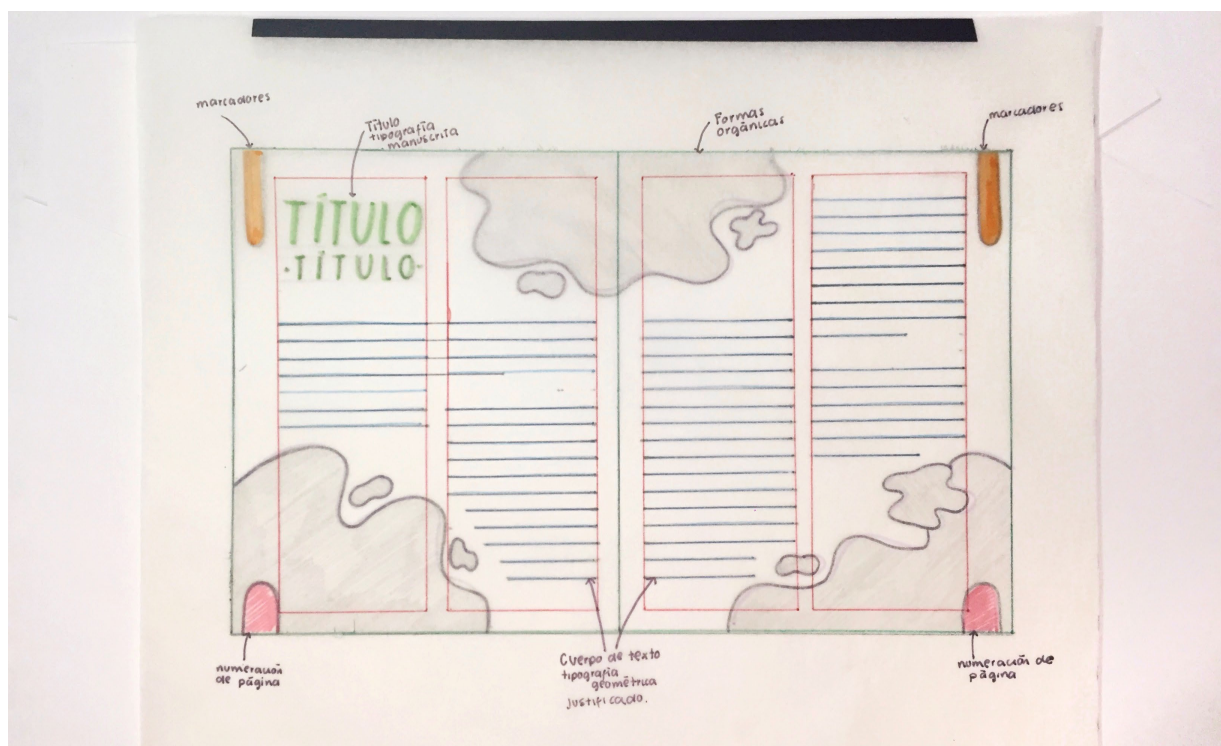 marcadores
Título
tipografía
manuscrita
Formas
orgánicas
marcadores
TÍTULO
·TÍTULO·
numeración
de página
Cuerpo de texto
tipografía
geométrica
justificado.
numeración de
página